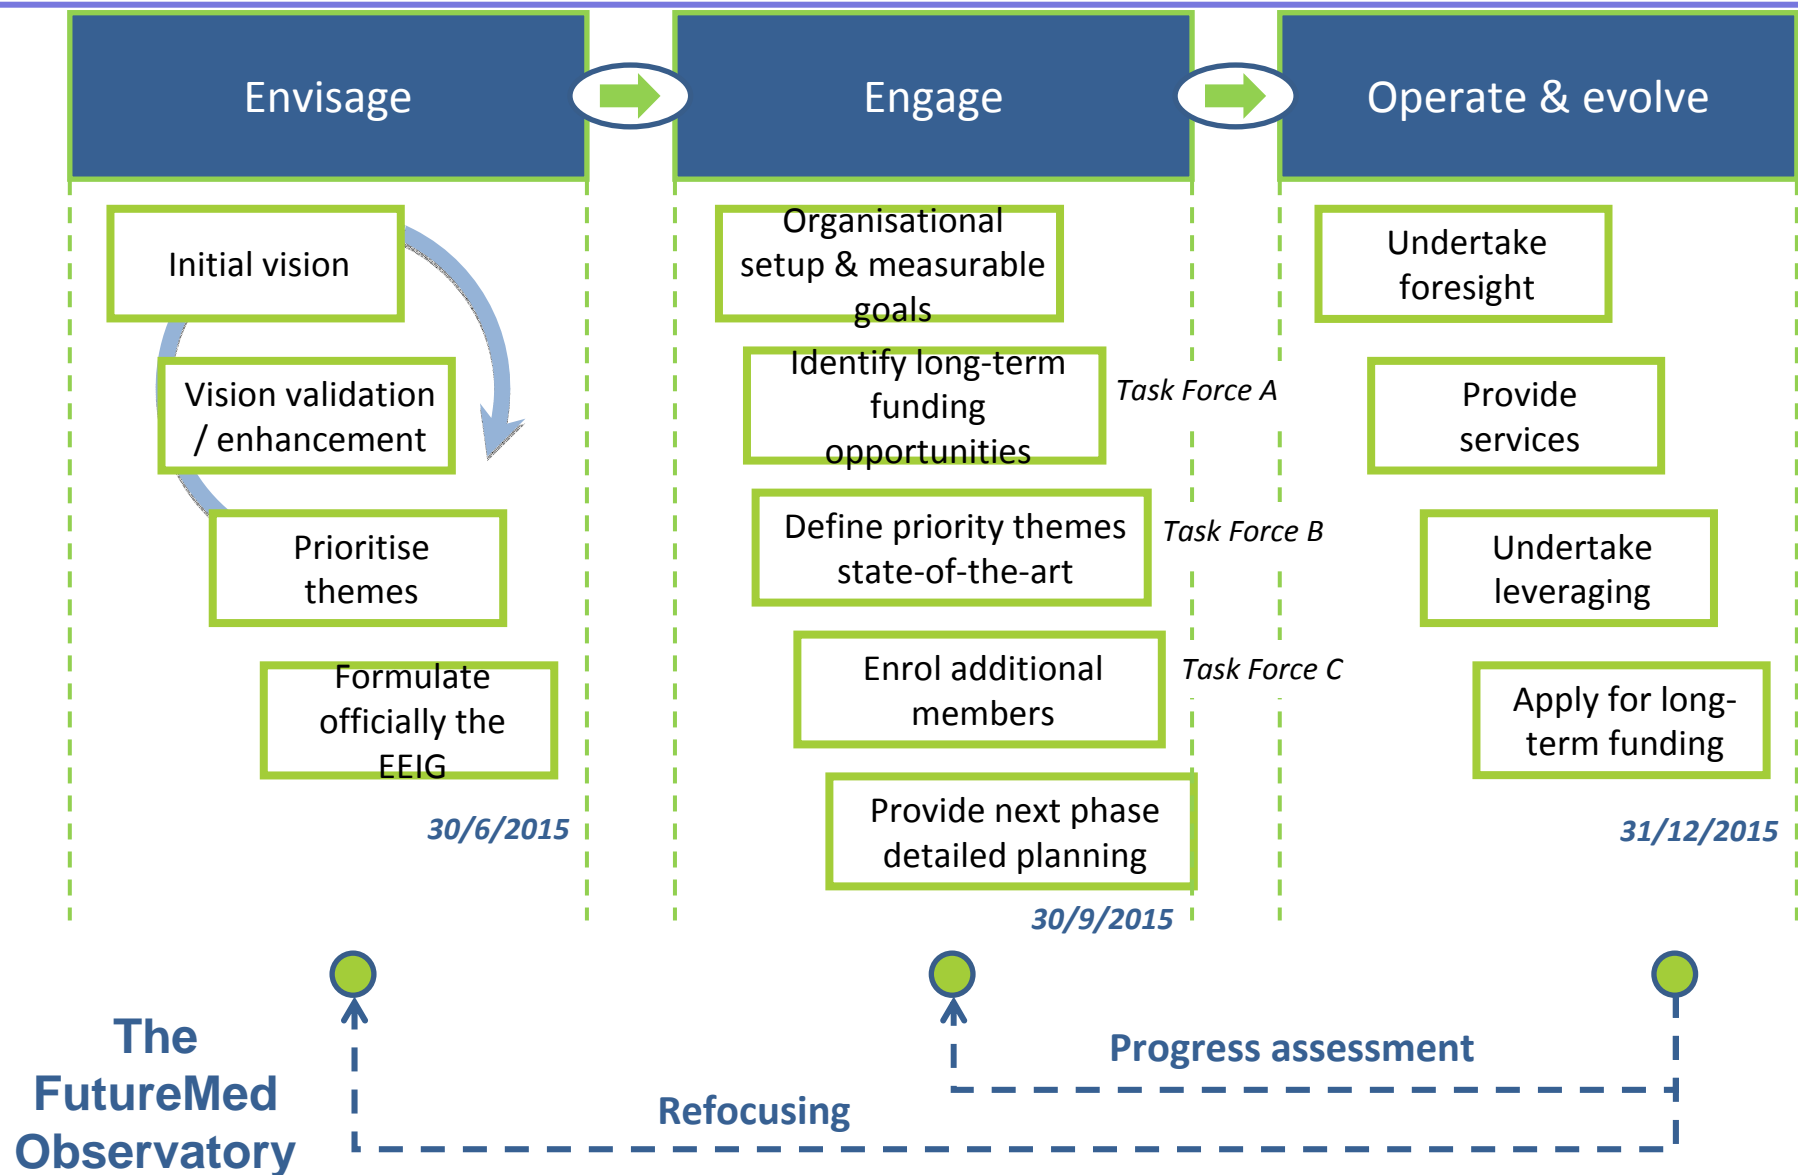 Envisage
Engage
Operate & evolve
Initial vision
Vision validation
/ enhancement
Prioritise
themes
Formulate
officially the
EEIG
30/6/2015
Organisational
setup & measurable
goals
Identify long-term
funding
opportunities
Task Force A
Define priority themes
state-of-the-art
Task Force B
Enrol additional
members
Task Force C
Provide next phase
detailed planning
30/9/2015
Undertake
foresight
Provide
services
Undertake
leveraging
Apply for long-
term funding
31/12/2015
The
FutureMed
Observatory
Progress assessment
Refocusing